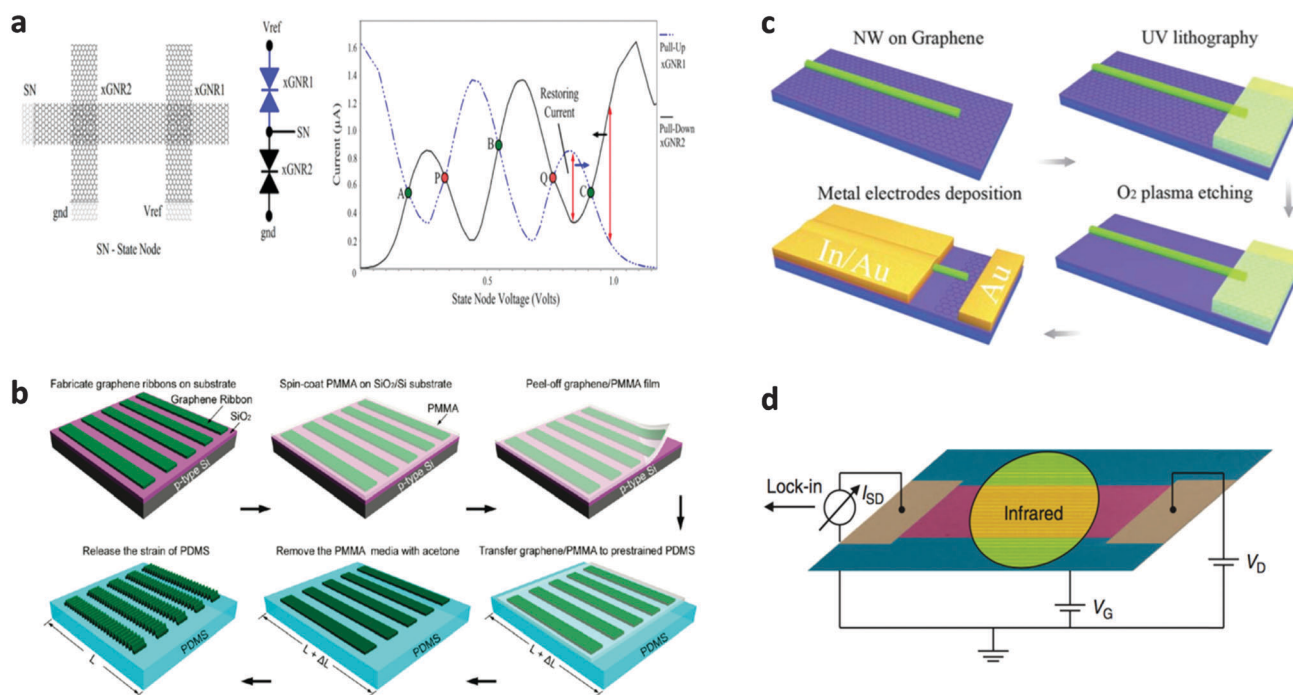 a
SN
xGNR2
xGNR1
gnd
Vref
SN - State Node
Vref
xGNR1
SN
xGNR2
gnd
Current (μA)
1.6
1.4
1.2
1.0
0.8
0.6
0.4
0.2
0
0.5
1.0
State Node Voltage (Volts)
A
P
B
Q
C
Restoring
Current
Pull-Up
xGNR1
Pull-Down
xGNR2
b
Fabricate graphene ribbons on substrate
Graphene Ribbon
SiO₂
p-type Si
Spin-coat PMMA on SiO₂/Si substrate
PMMA
p-type Si
Peel-off graphene/PMMA film
p-type Si
Release the strain of PDMS
PDMS
L
Remove the PMMA media with acetone
PDMS
L + ΔL
Transfer graphene/PMMA to prestrained PDMS
PDMS
L + ΔL
c
NW on Graphene
UV lithography
Metal electrodes deposition
In/Au
Au
O₂ plasma etching
d
Lock-in
I_SD
Infrared
V_D
V_G